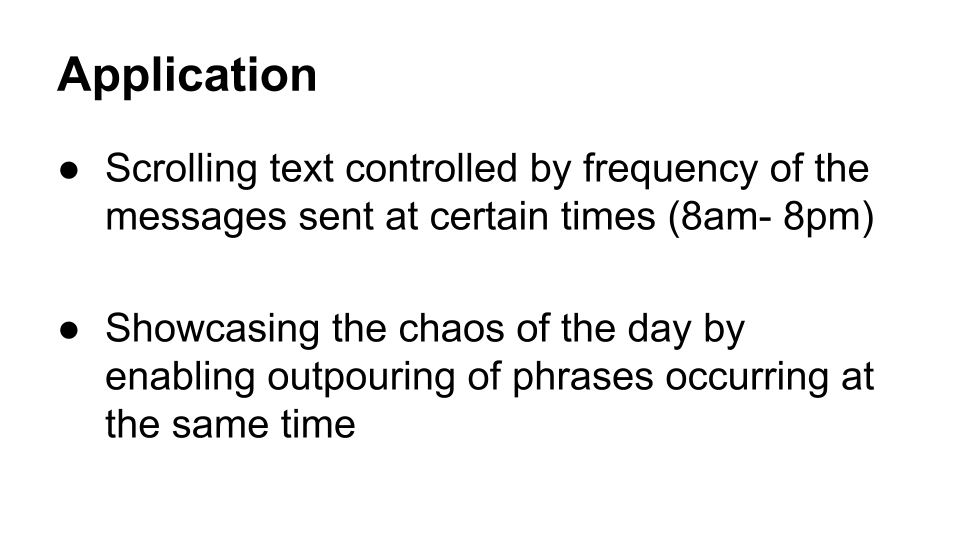 Application
● Scrolling text controlled by frequency of the
messages sent at certain times (8am- 8pm)
● Showcasing the chaos of the day by
enabling outpouring of phrases occurring at
the same time